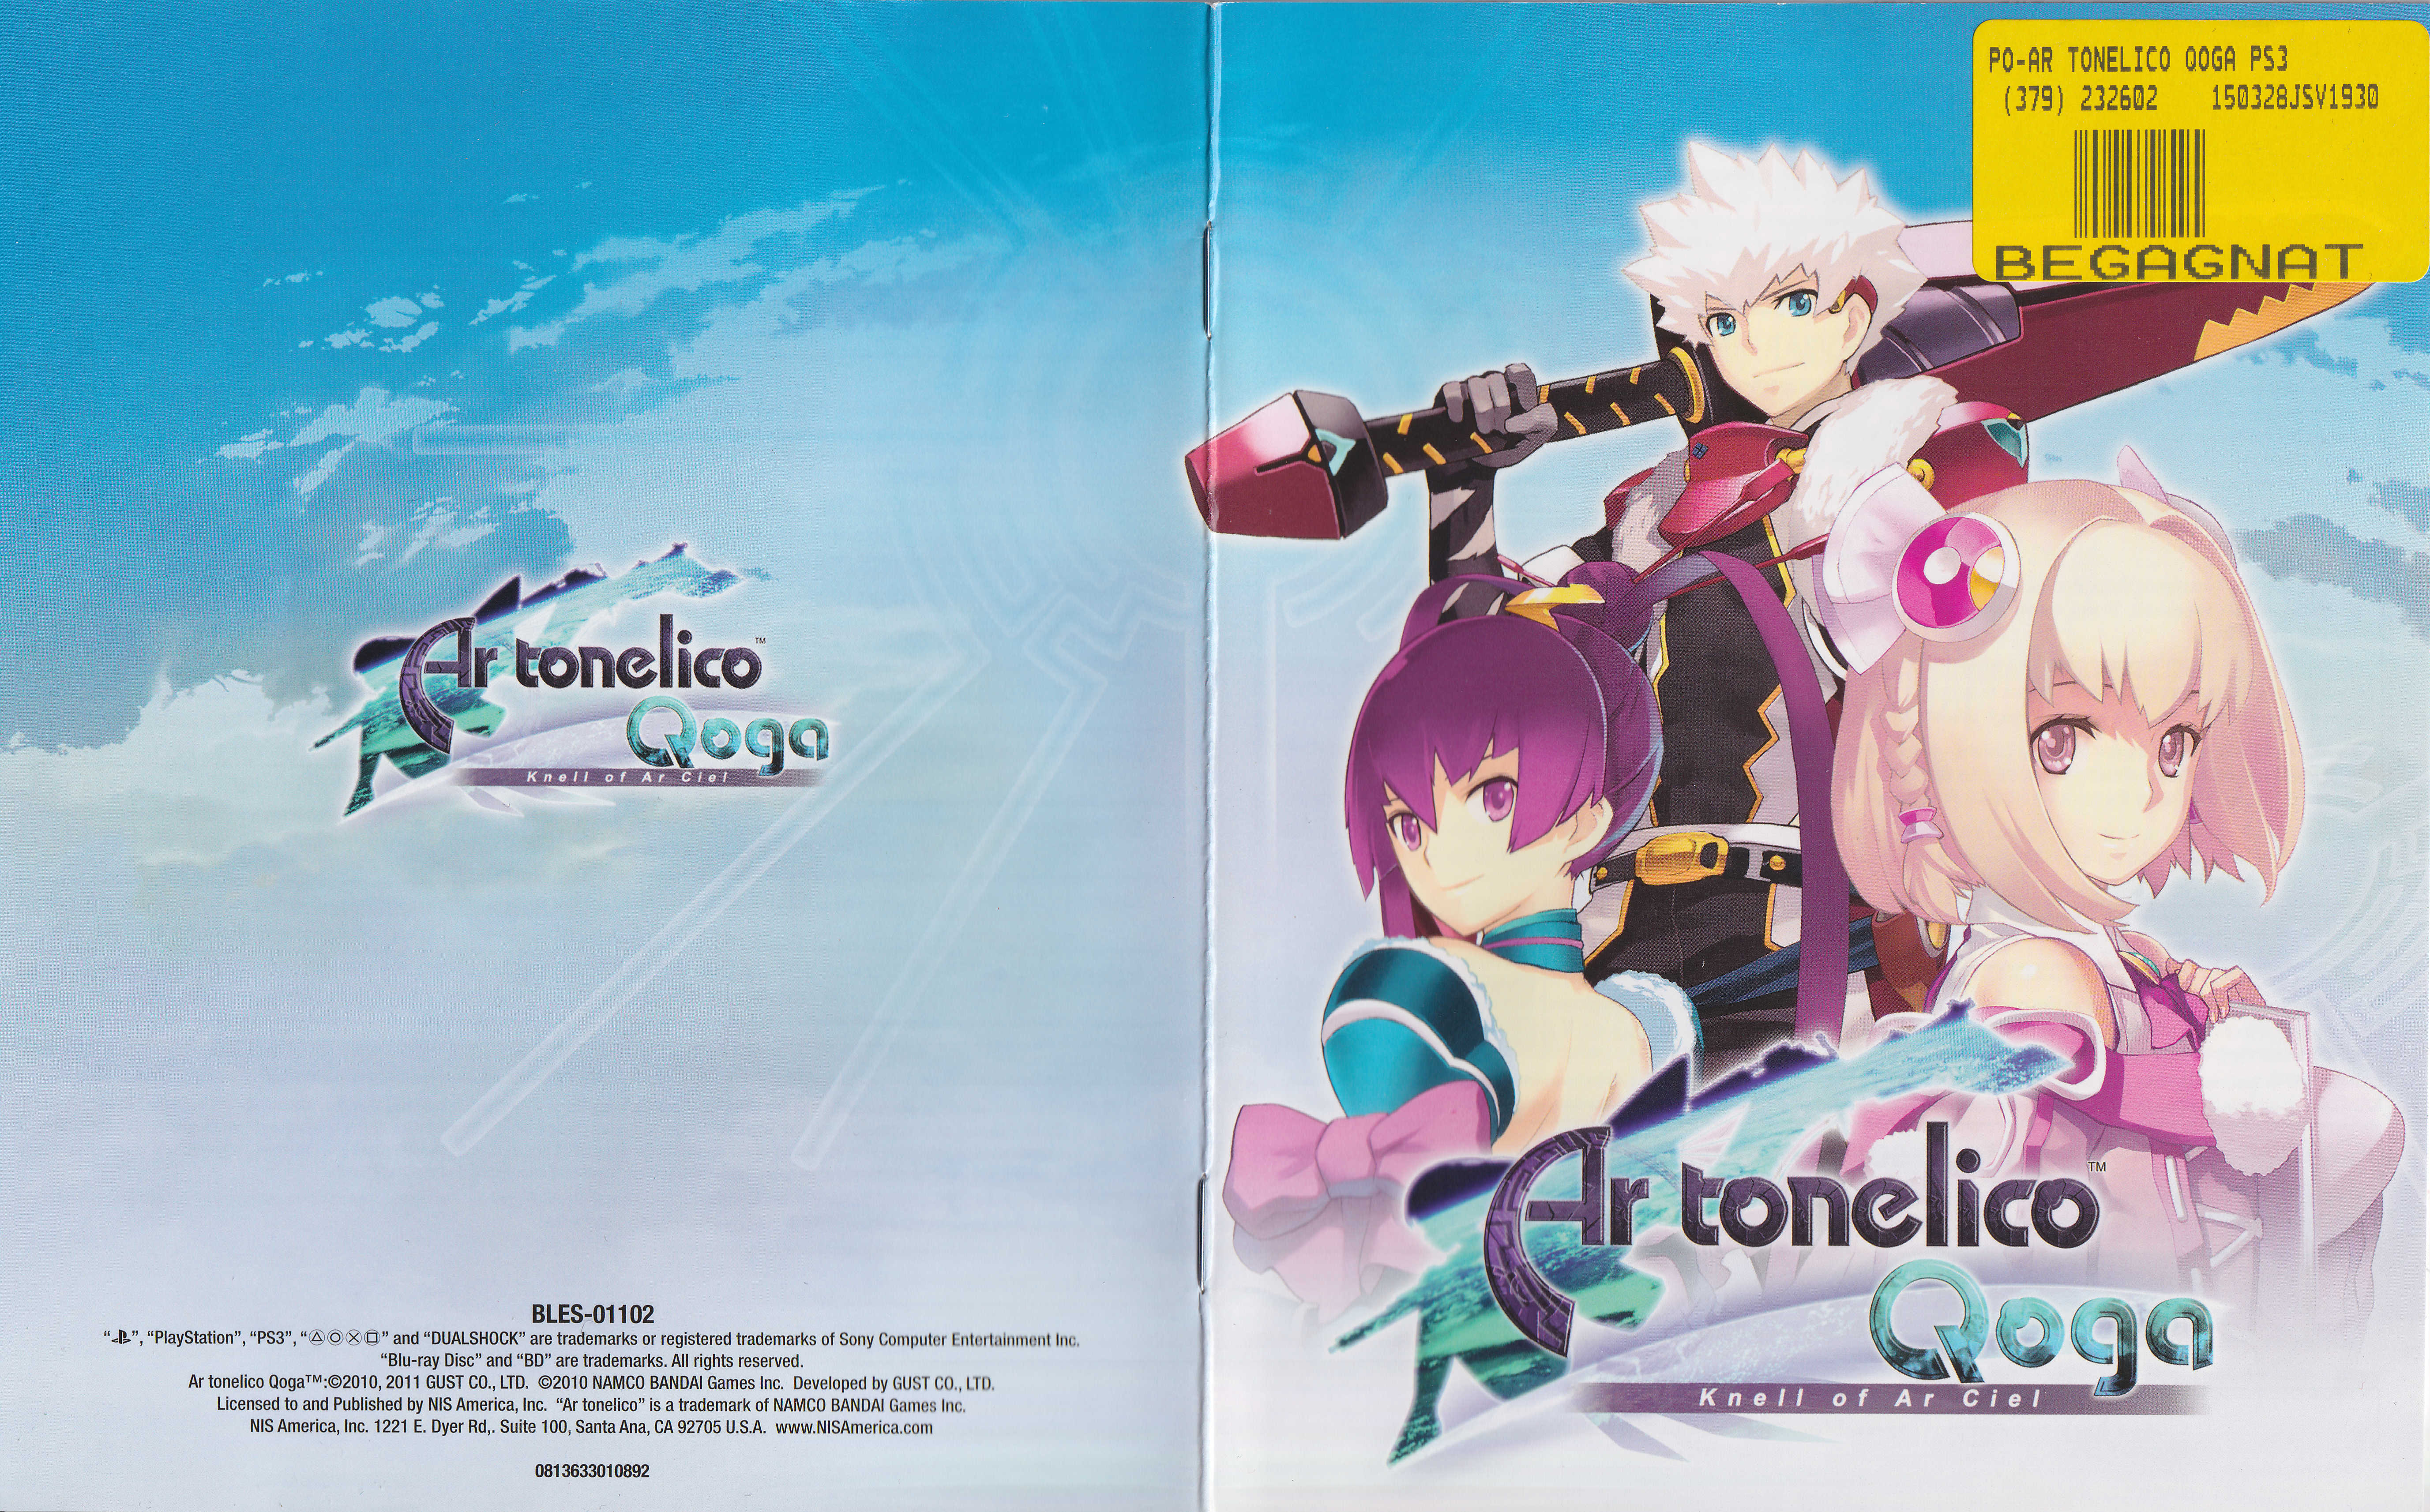 Ar tonelico™
Qoga
Knell of Ar Ciel
BLES-01102
“ ”, “PlayStation”, “PS3”, “△○✕□” and “DUALSHOCK” are trademarks or registered trademarks of Sony Computer Entertainment Inc.
“Blu-ray Disc” and “BD” are trademarks. All rights reserved.
Ar tonelico Qoga™:©2010, 2011 GUST CO., LTD. ©2010 NAMCO BANDAI Games Inc. Developed by GUST CO., LTD.
Licensed to and Published by NIS America, Inc. “Ar tonelico” is a trademark of NAMCO BANDAI Games Inc.
NIS America, Inc. 1221 E. Dyer Rd,. Suite 100, Santa Ana, CA 92705 U.S.A. www.NISAmerica.com
0813633010892
PO-AR TONELICO QOGA PS3
(379) 232602 150328JSV1930
BEGAGNAT
Ar tonelico™
Qoga
Knell of Ar Ciel